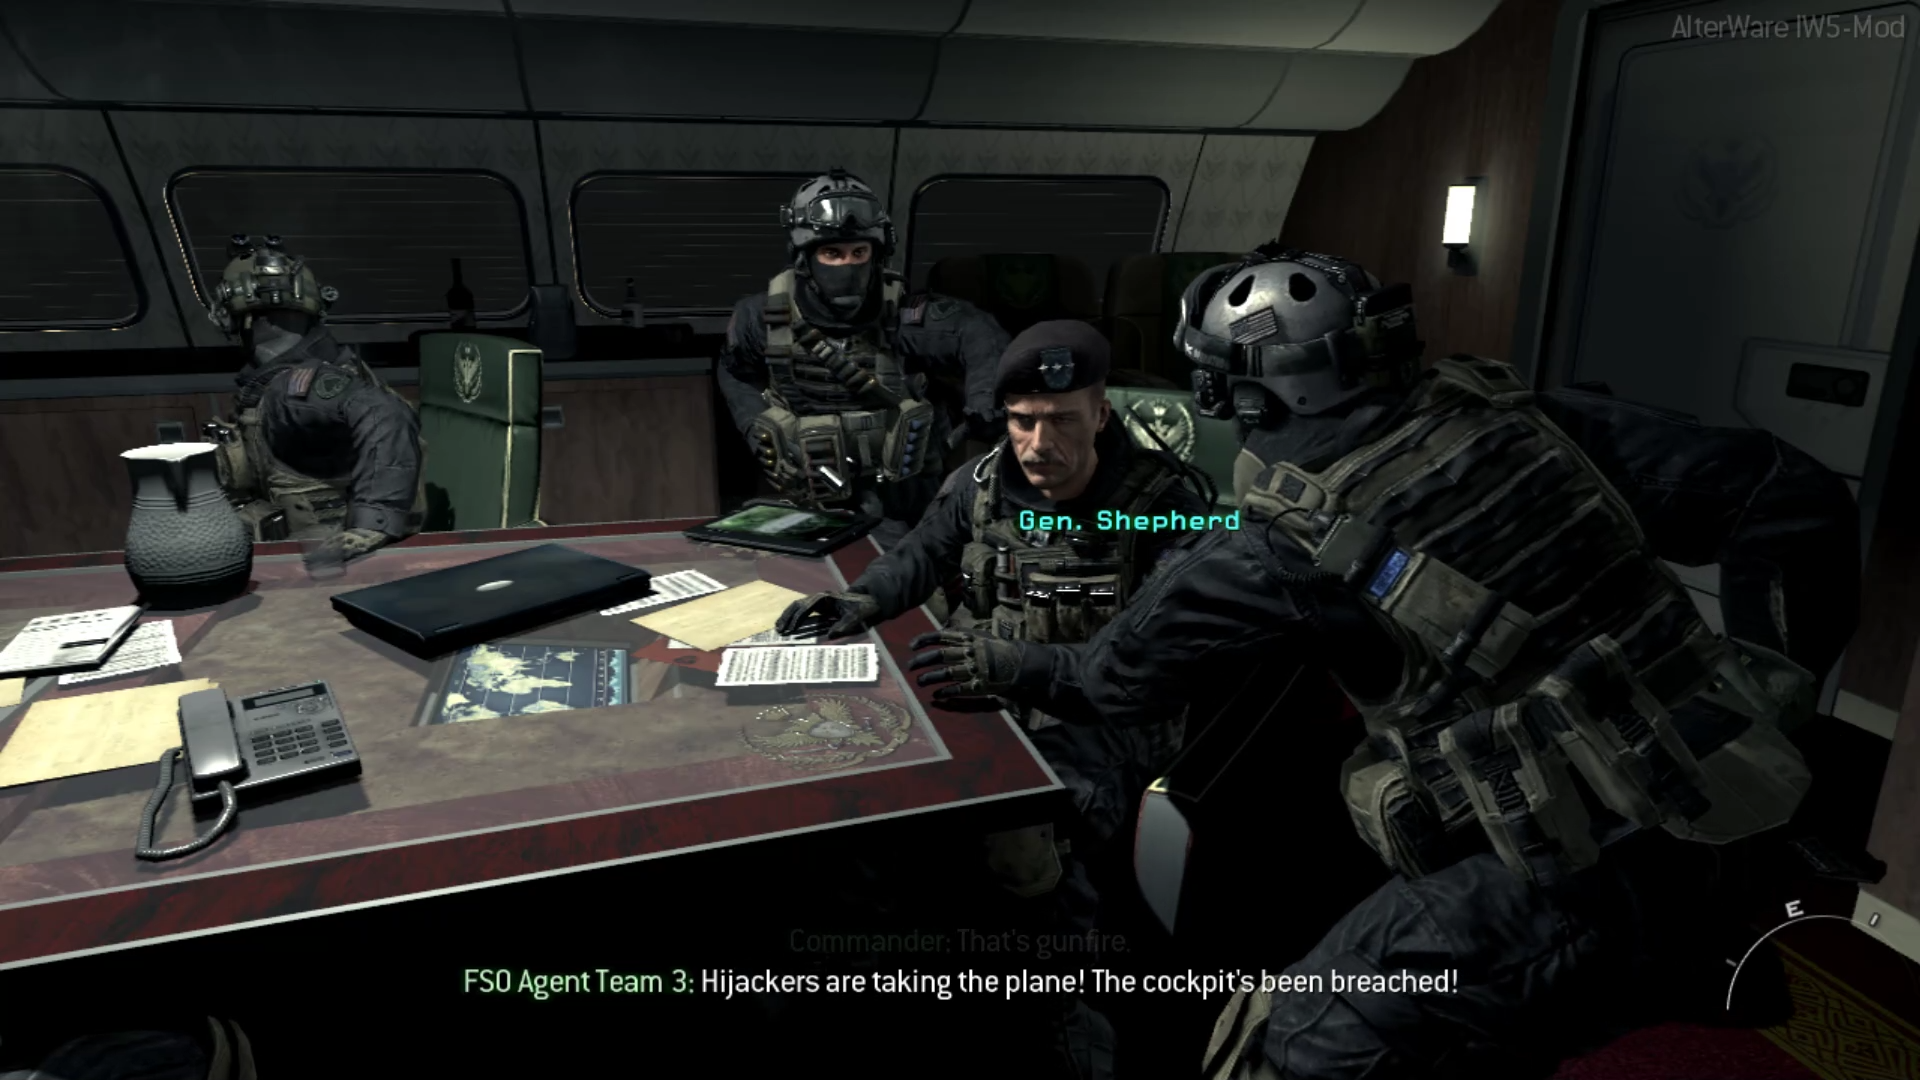 AlterWare IW5-Mod
Gen. Shepherd
Commander: That's gunfire.
FSO Agent Team 3: Hijackers are taking the plane! The cockpit's been breached!
E